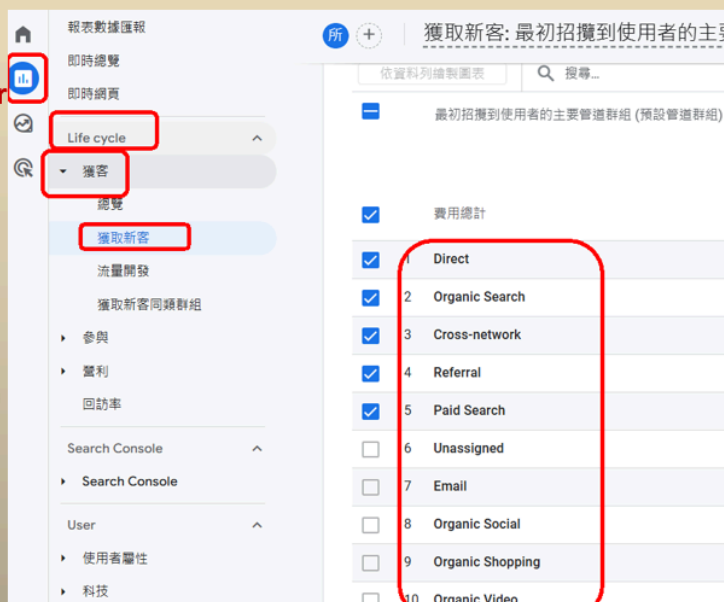 報表數據匯報
即時總覽
即時網頁
Life cycle
獲客
總覽
獲取新客
流量開發
獲取新客同類群組
參與
營利
回訪率
Search Console
Search Console
User
使用者屬性
科技
所
獲取新客: 最初招攬到使用者的主
依資料列繪製圖表
搜尋...
最初招攬到使用者的主要管道群組 (預設管道群組)
費用總計
1 Direct
2 Organic Search
3 Cross-network
4 Referral
5 Paid Search
6 Unassigned
7 Email
8 Organic Social
9 Organic Shopping
10 Organic Video